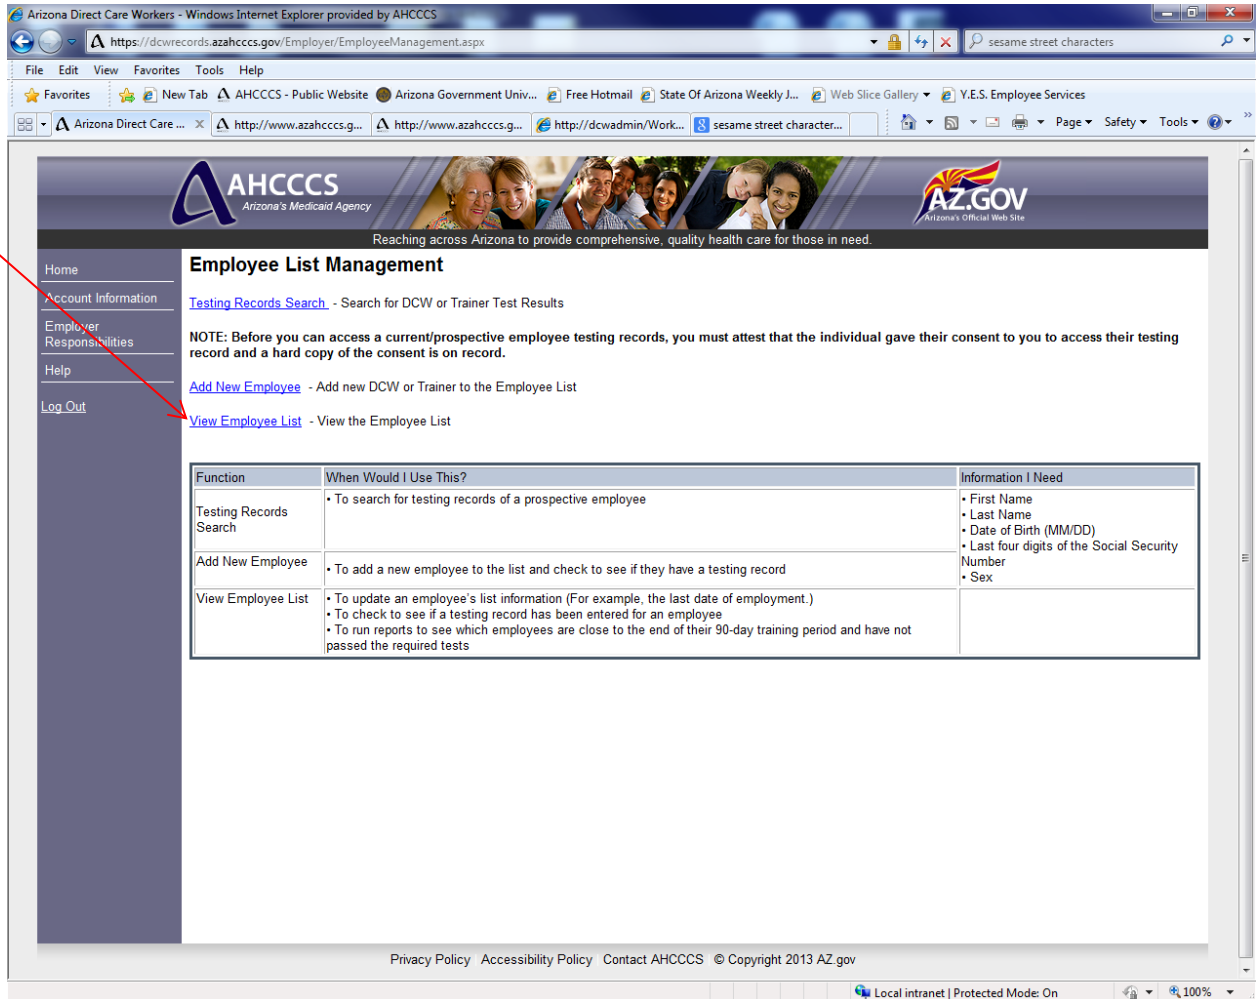 Arizona Direct Care Workers - Windows Internet Explorer provided by AHCCCS
https://dcwrecords.azahcccs.gov/Employer/EmployeeManagement.aspx
sesame street characters
File Edit View Favorites Tools Help
Favorites New Tab AHCCCS - Public Website Arizona Government Univ... Free Hotmail State Of Arizona Weekly J... Web Slice Gallery Y.E.S. Employee Services
Arizona Direct Care ... http://www.azahcccs.g... http://www.azahcccs.g... http://dcwadmin/Work... sesame street character... Page Safety Tools
AHCCCS
Arizona's Medicaid Agency
AZ.GOV
Arizona's Official Web Site
Reaching across Arizona to provide comprehensive, quality health care for those in need.
Home
Account Information
Employer
Responsibilities
Help
Log Out
Employee List Management
Testing Records Search - Search for DCW or Trainer Test Results
NOTE: Before you can access a current/prospective employee testing records, you must attest that the individual gave their consent to you to access their testing
record and a hard copy of the consent is on record.
Add New Employee - Add new DCW or Trainer to the Employee List
View Employee List - View the Employee List
Function When Would I Use This? Information I Need
Testing Records
Search
• To search for testing records of a prospective employee
• First Name
• Last Name
• Date of Birth (MM/DD)
• Last four digits of the Social Security
Number
• Sex
Add New Employee
• To add a new employee to the list and check to see if they have a testing record
View Employee List
• To update an employee's list information (For example, the last date of employment.)
• To check to see if a testing record has been entered for an employee
• To run reports to see which employees are close to the end of their 90-day training period and have not
passed the required tests
Privacy Policy Accessibility Policy Contact AHCCCS © Copyright 2013 AZ.gov
Local intranet | Protected Mode: On 100%